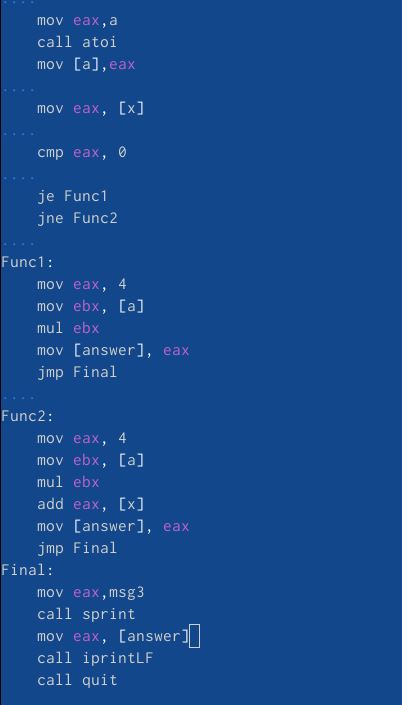 ....
    mov eax,a
    call atoi
    mov [a],eax
....
    mov eax, [x]
....
    cmp eax, 0
....
    je Func1
    jne Func2
....
Func1:
    mov eax, 4
    mov ebx, [a]
    mul ebx
    mov [answer], eax
    jmp Final
....
Func2:
    mov eax, 4
    mov ebx, [a]
    mul ebx
    add eax, [x]
    mov [answer], eax
    jmp Final
Final:
    mov eax,msg3
    call sprint
    mov eax, [answer]
    call iprintLF
    call quit